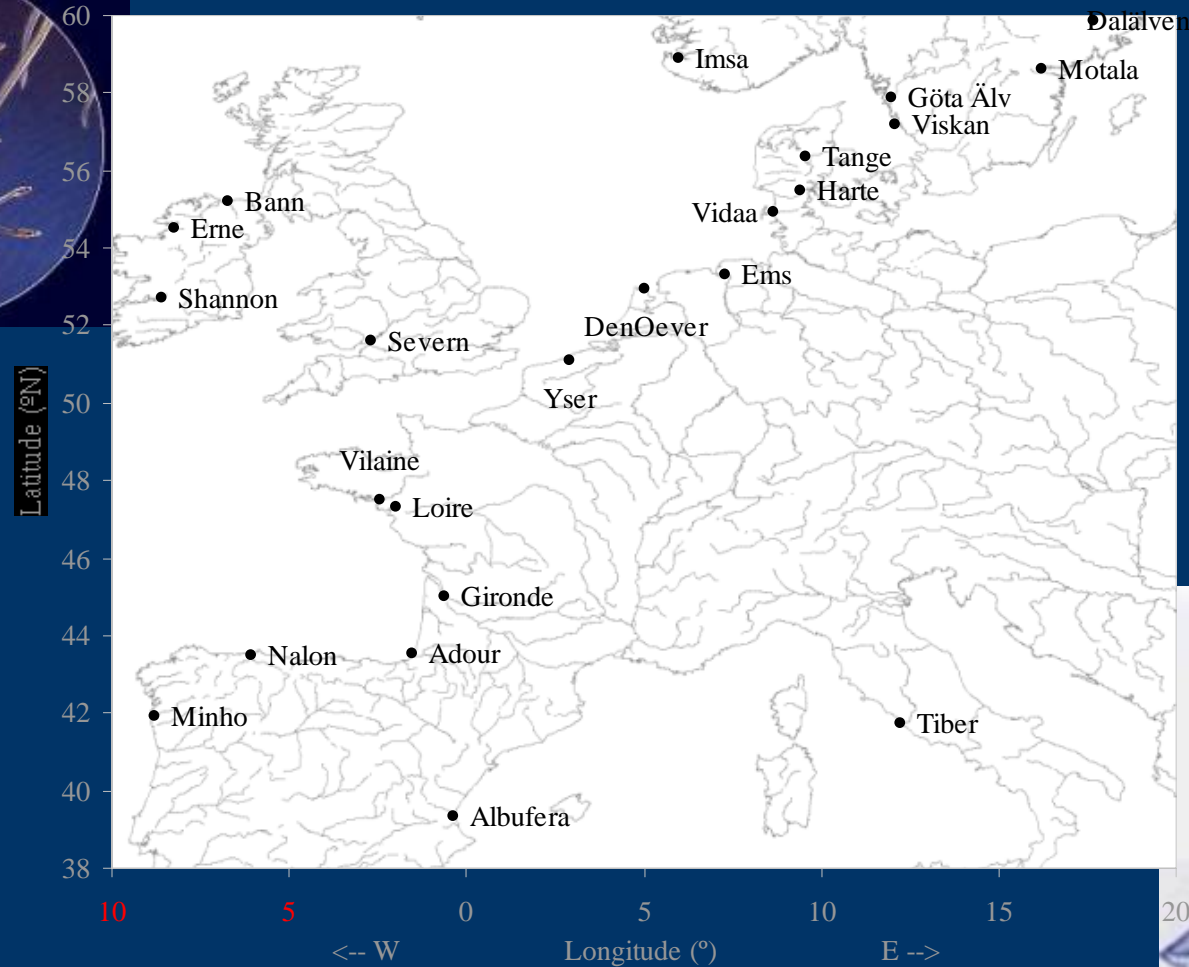 60
Dalälven
Imsa
Motala
58
Göta Älv
Viskan
Tange
56
Harte
Bann
Vidaa
Erne
54
Ems
Shannon
DenOever
52
Severn
Latitude (ºN)
50
Yser
Vilaine
48
Loire
46
Gironde
44
Nalon
Adour
42
Minho
Tiber
40
Albufera
38
10 5 0 5 10 15 20
<-- W Longitude (º) E -->